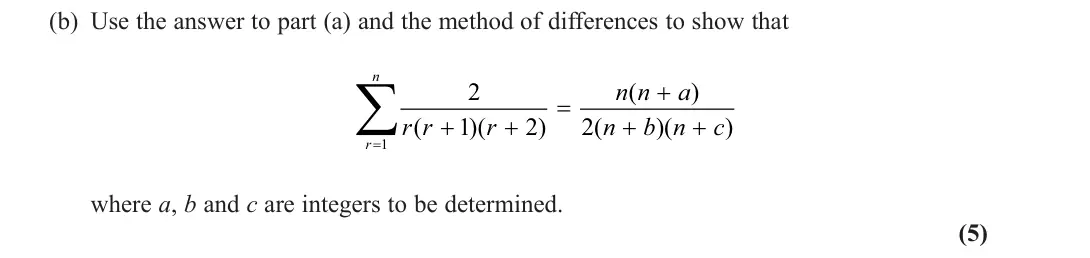 (b) Use the answer to part (a) and the method of differences to show that
n
∑ 2/(r(r + 1)(r + 2)) = n(n + a)/(2(n + b)(n + c))
r=1
where a, b and c are integers to be determined.
(5)